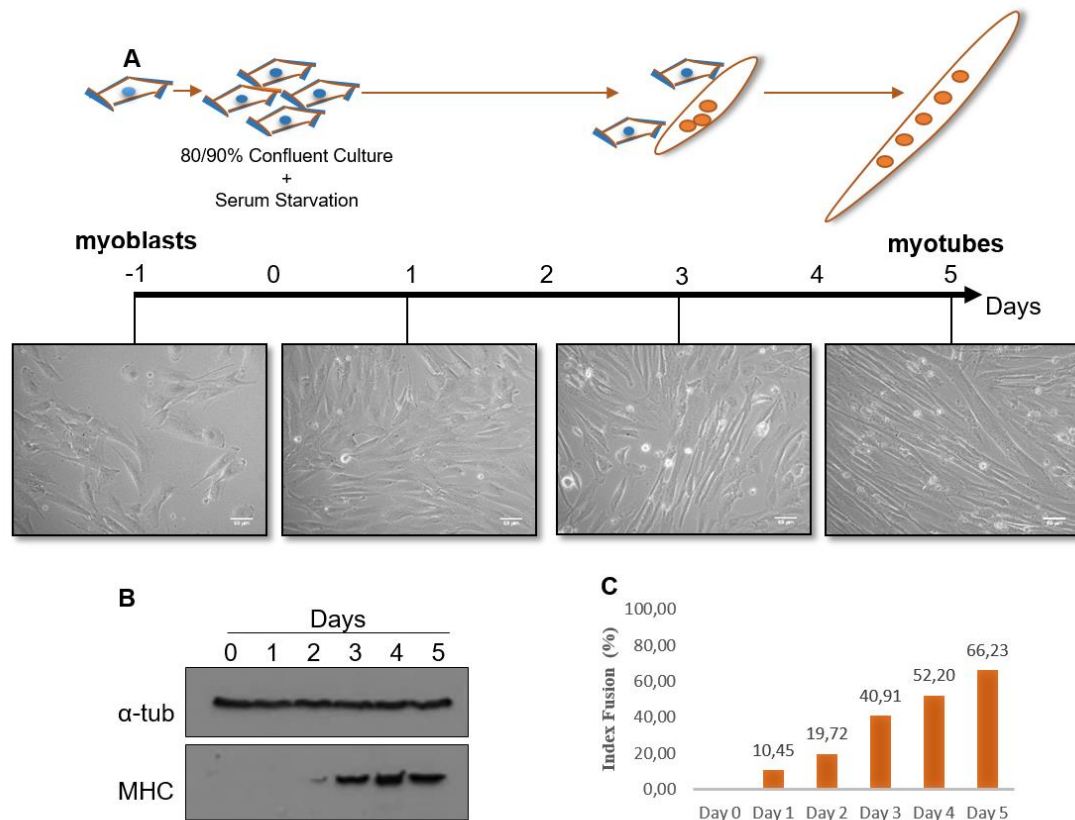 A
80/90% Confluent Culture
+
Serum Starvation
myoblasts
myotubes
-1 0 1 2 3 4 5
Days
B
Days
0 1 2 3 4 5
α-tub
MHC
C
Index Fusion (%)
100,00
80,00
60,00
40,00
20,00
0,00
10,45
19,72
40,91
52,20
66,23
Day 0 Day 1 Day 2 Day 3 Day 4 Day 5